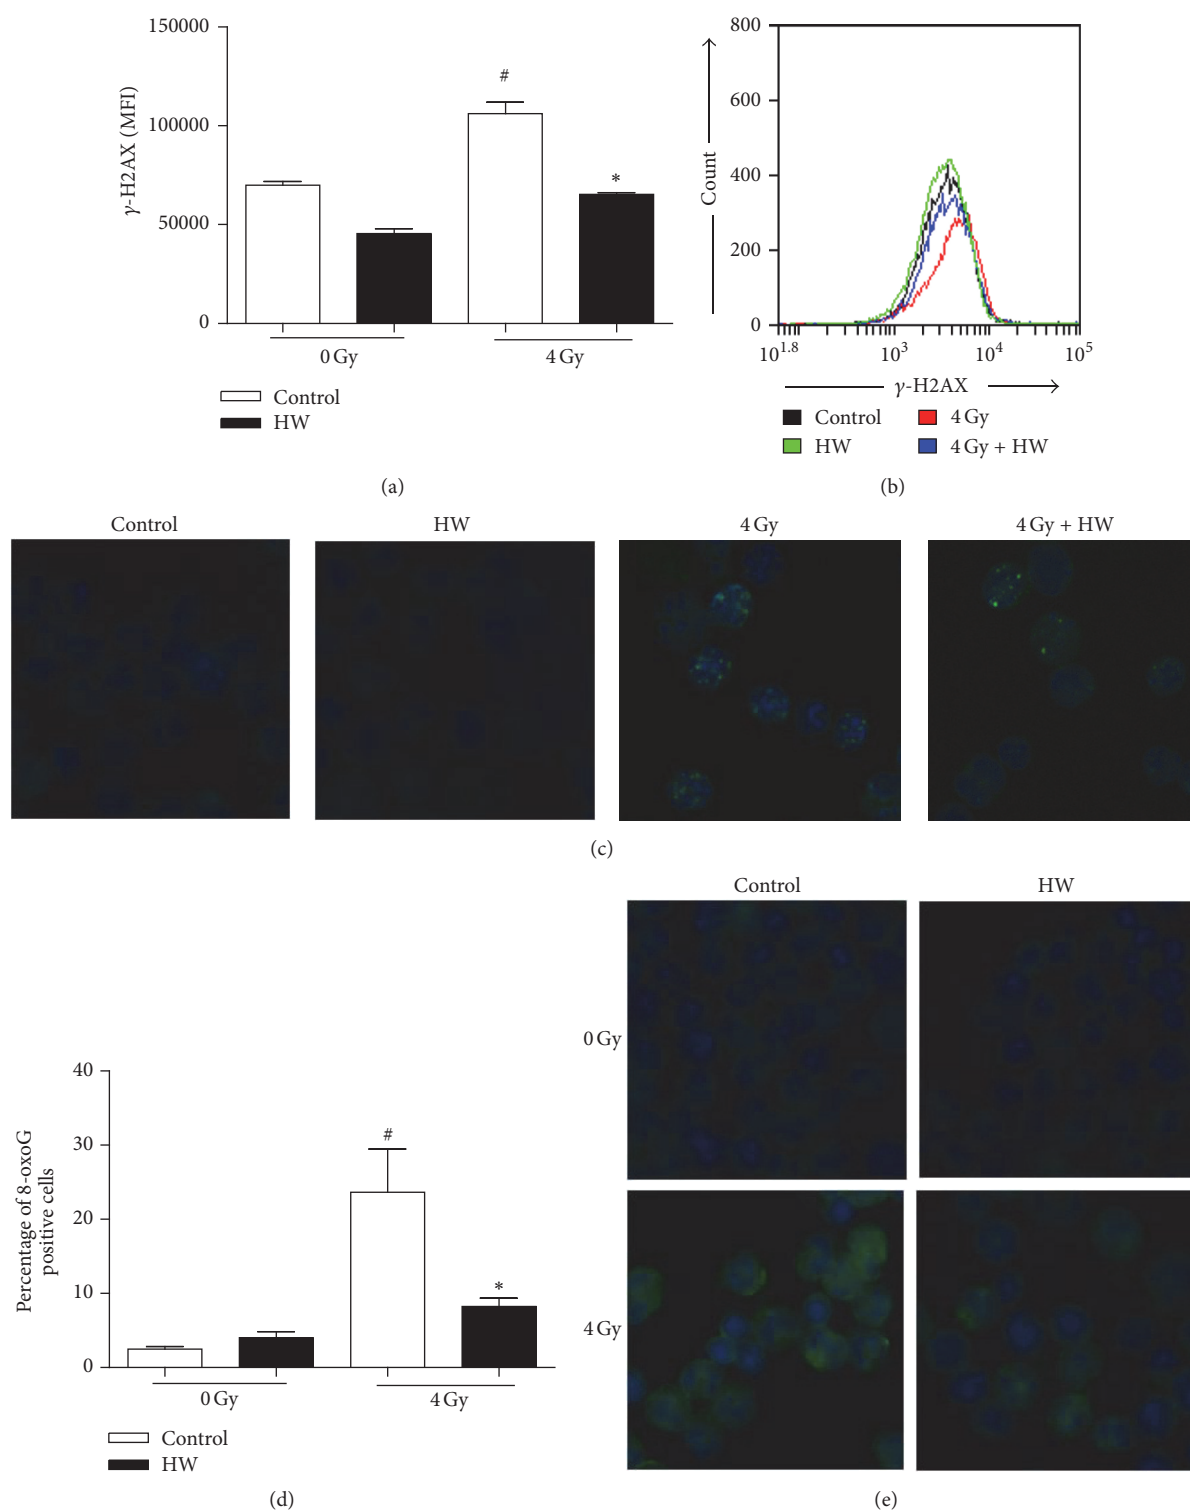 150000
100000
50000
0
γ-H2AX (MFI)
#
*
0 Gy
4 Gy
Control
HW
(a)
800
600
400
200
0
Count
10^1.8
10^3
10^4
10^5
γ-H2AX
Control
4 Gy
HW
4 Gy + HW
(b)
Control
HW
4 Gy
4 Gy + HW
(c)
40
30
20
10
0
Percentage of 8-oxoG
positive cells
#
*
0 Gy
4 Gy
Control
HW
(d)
Control
HW
0 Gy
4 Gy
(e)